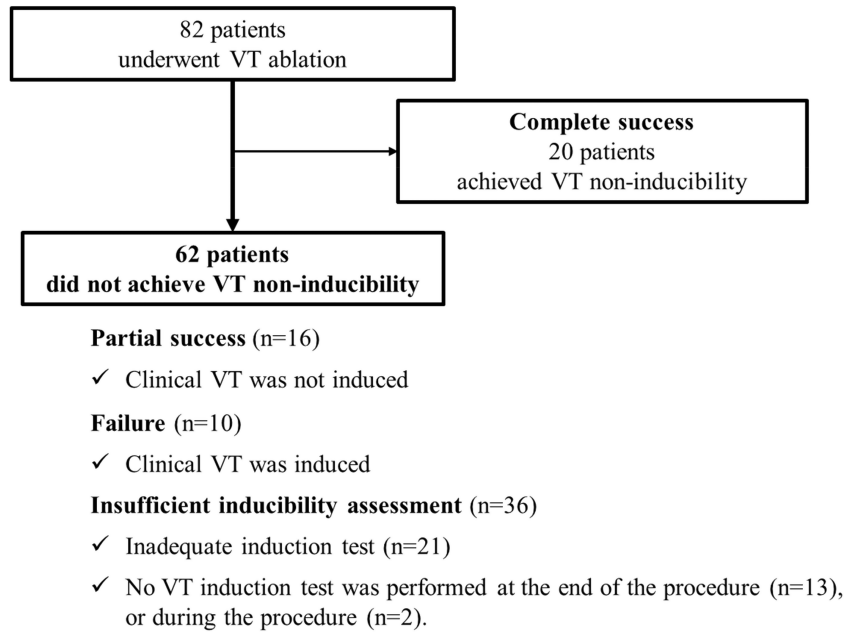 82 patients
underwent VT ablation
Complete success
20 patients
achieved VT non-inducibility
62 patients
did not achieve VT non-inducibility
Partial success (n=16)
✓ Clinical VT was not induced
Failure (n=10)
✓ Clinical VT was induced
Insufficient inducibility assessment (n=36)
✓ Inadequate induction test (n=21)
✓ No VT induction test was performed at the end of the procedure (n=13),
or during the procedure (n=2).